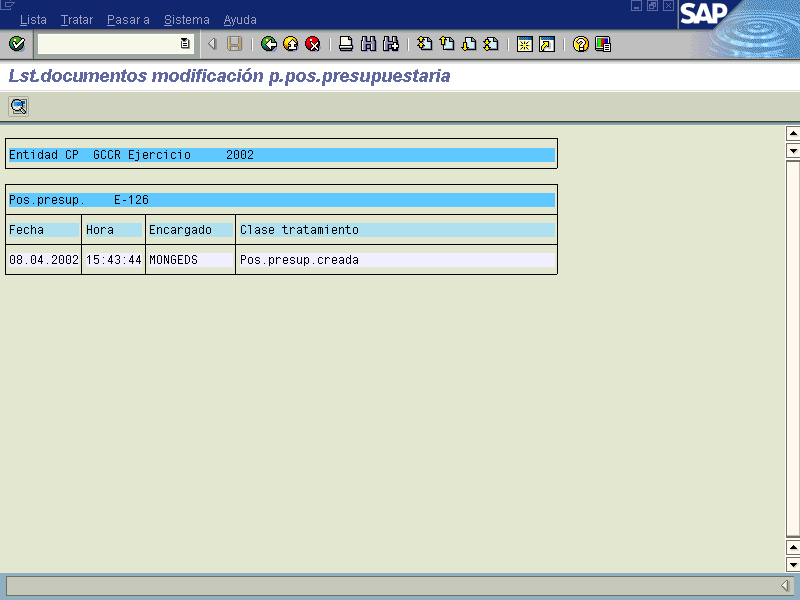 Lista Tratar Pasar a Sistema Ayuda
SAP
Lst.documentos modificación p.pos.presupuestaria
Entidad CP GCCR Ejercicio 2002
Pos.presup. E-126
Fecha Hora Encargado Clase tratamiento
08.04.2002 15:43:44 MONGEDS Pos.presup.creada